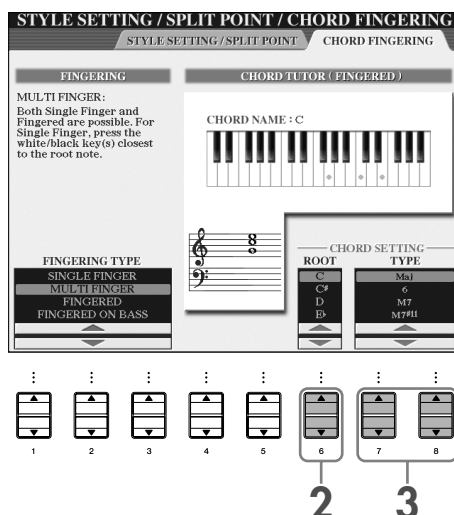 STYLE SETTING / SPLIT POINT / CHORD FINGERING
STYLE SETTING / SPLIT POINT
CHORD FINGERING
FINGERING
MULTI FINGER:
Both Single Finger and
Fingered are possible. For
Single Finger, press the
white/black key(s) closest
to the root note.
CHORD TUTOR ( FINGERED )
CHORD NAME : C
FINGERING TYPE
SINGLE FINGER
MULTI FINGER
FINGERED
FINGERED ON BASS
CHORD SETTING
ROOT
C
C♯
D
E♭
TYPE
Maj
6
M7
M7♯11
1 2 3 4 5 6 7 8
2 3